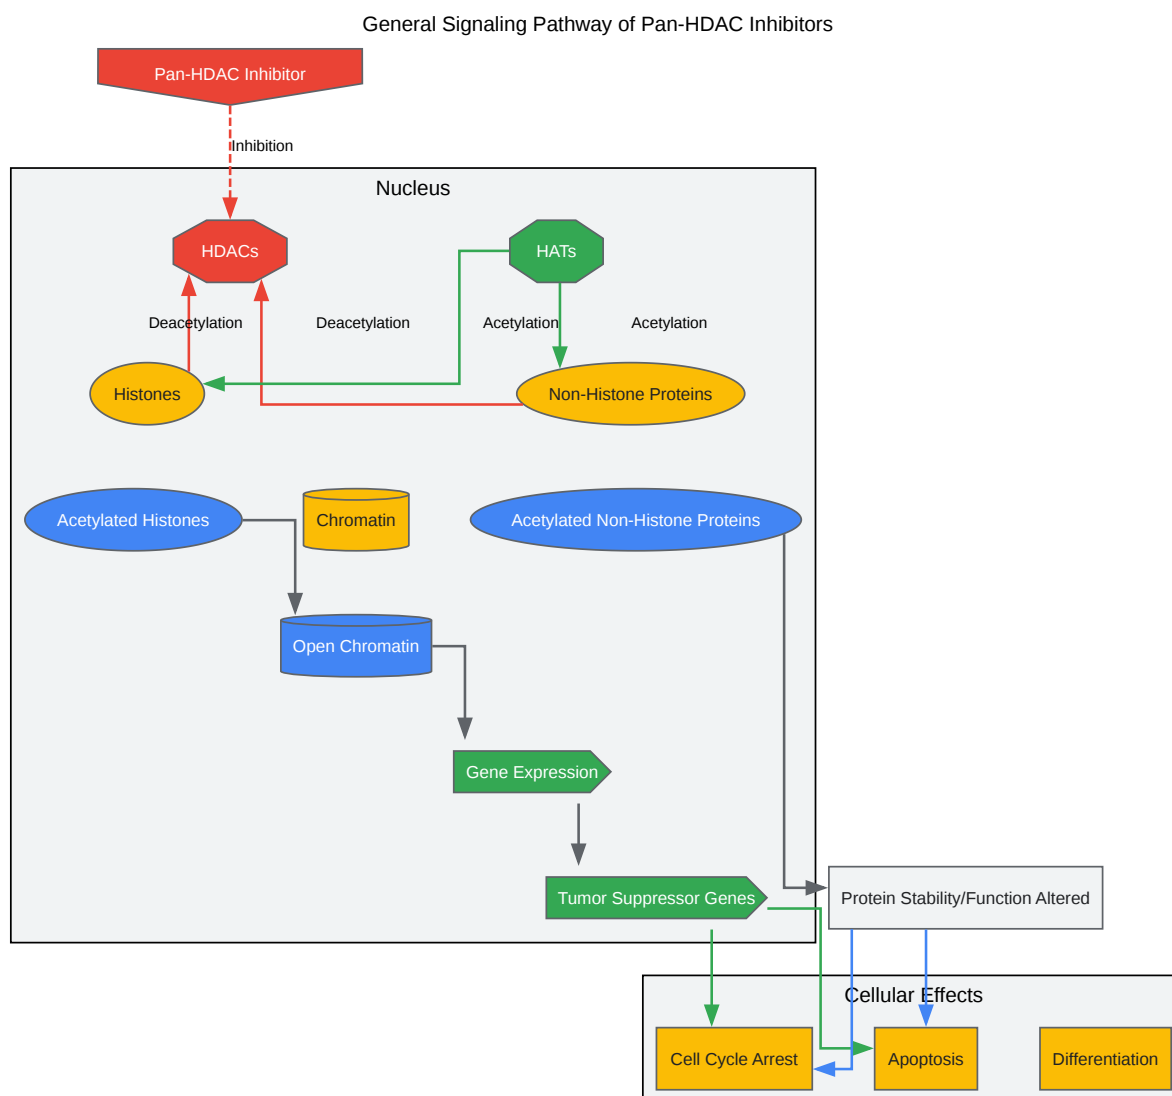 General Signaling Pathway of Pan-HDAC Inhibitors
Pan-HDAC Inhibitor
Inhibition
Nucleus
HDACs
HATs
Deacetylation
Deacetylation
Acetylation
Acetylation
Histones
Non-Histone Proteins
Acetylated Histones
Chromatin
Acetylated Non-Histone Proteins
Open Chromatin
Gene Expression
Tumor Suppressor Genes
Protein Stability/Function Altered
Cellular Effects
Cell Cycle Arrest
Apoptosis
Differentiation